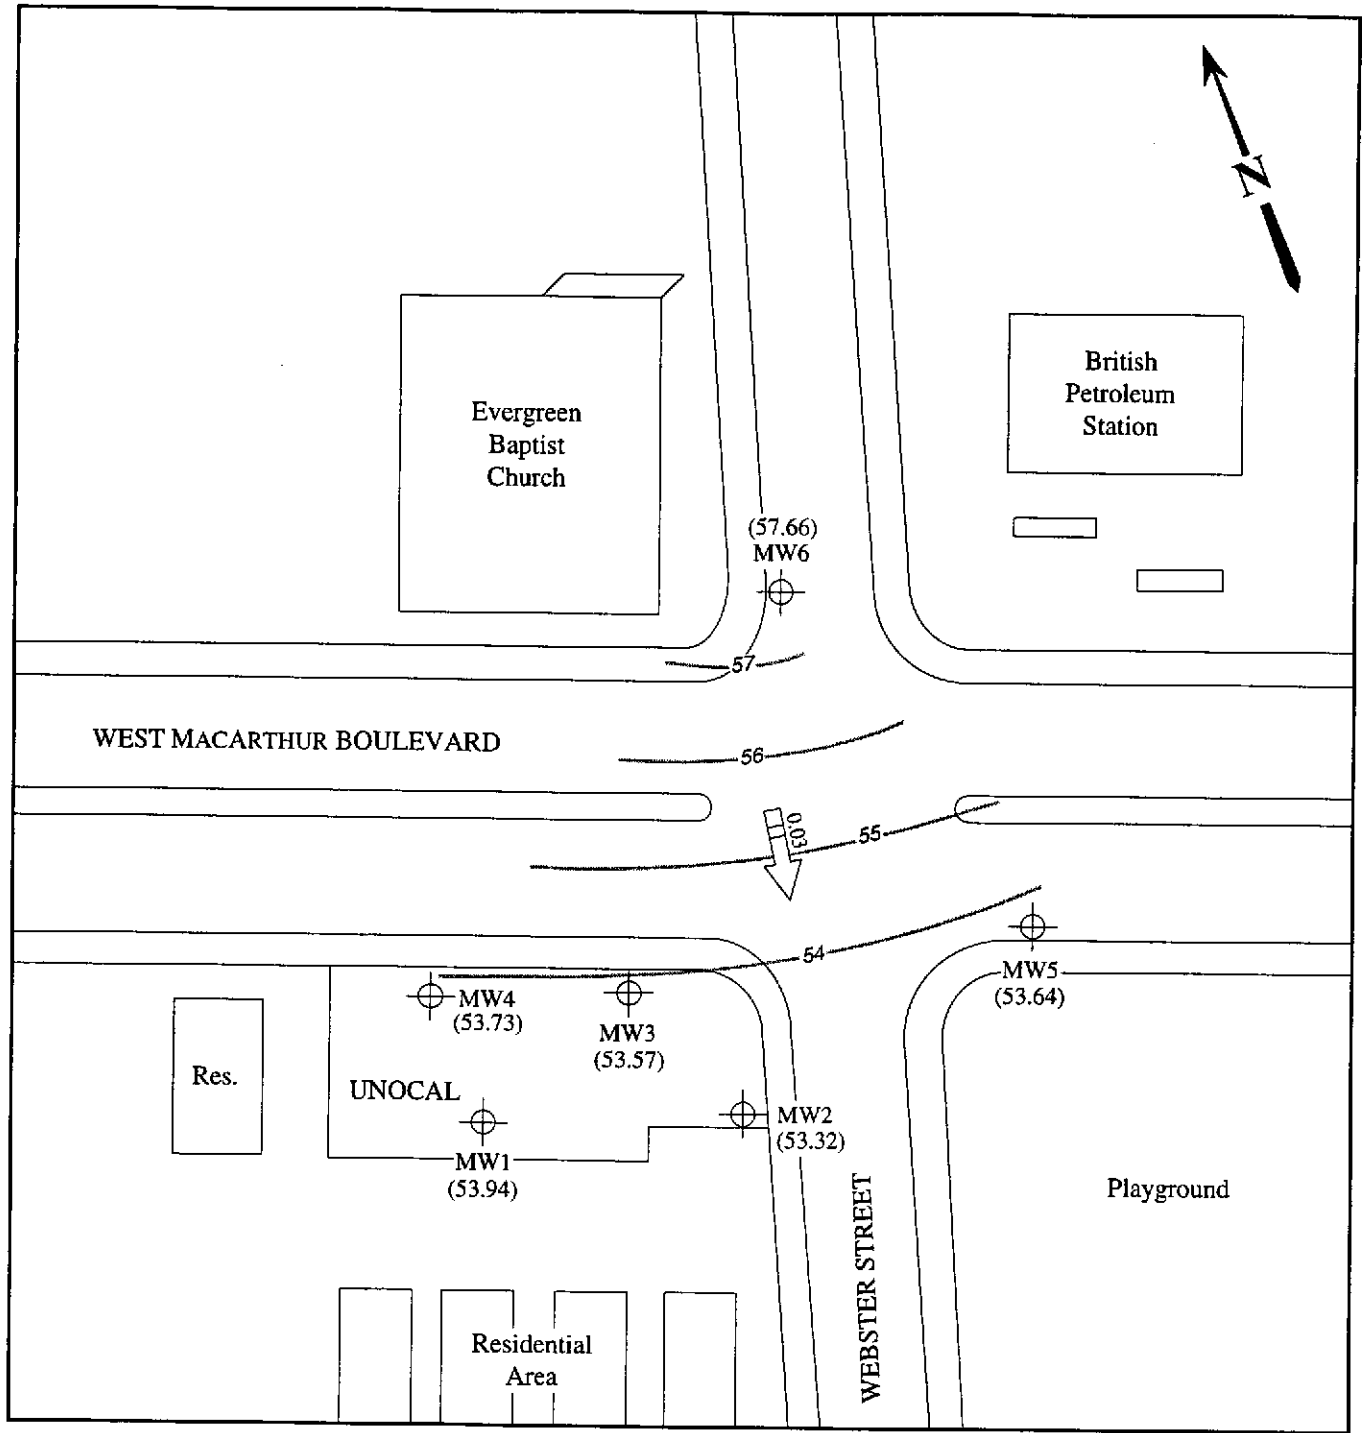 N
Evergreen
Baptist
Church
British
Petroleum
Station
(57.66)
MW6
57
WEST MACARTHUR BOULEVARD
56
0.03
55
54
MW5
(53.64)
MW4
(53.73)
MW3
(53.57)
Res.
UNOCAL
MW2
(53.32)
MW1
(53.94)
Playground
WEBSTER STREET
Residential
Area